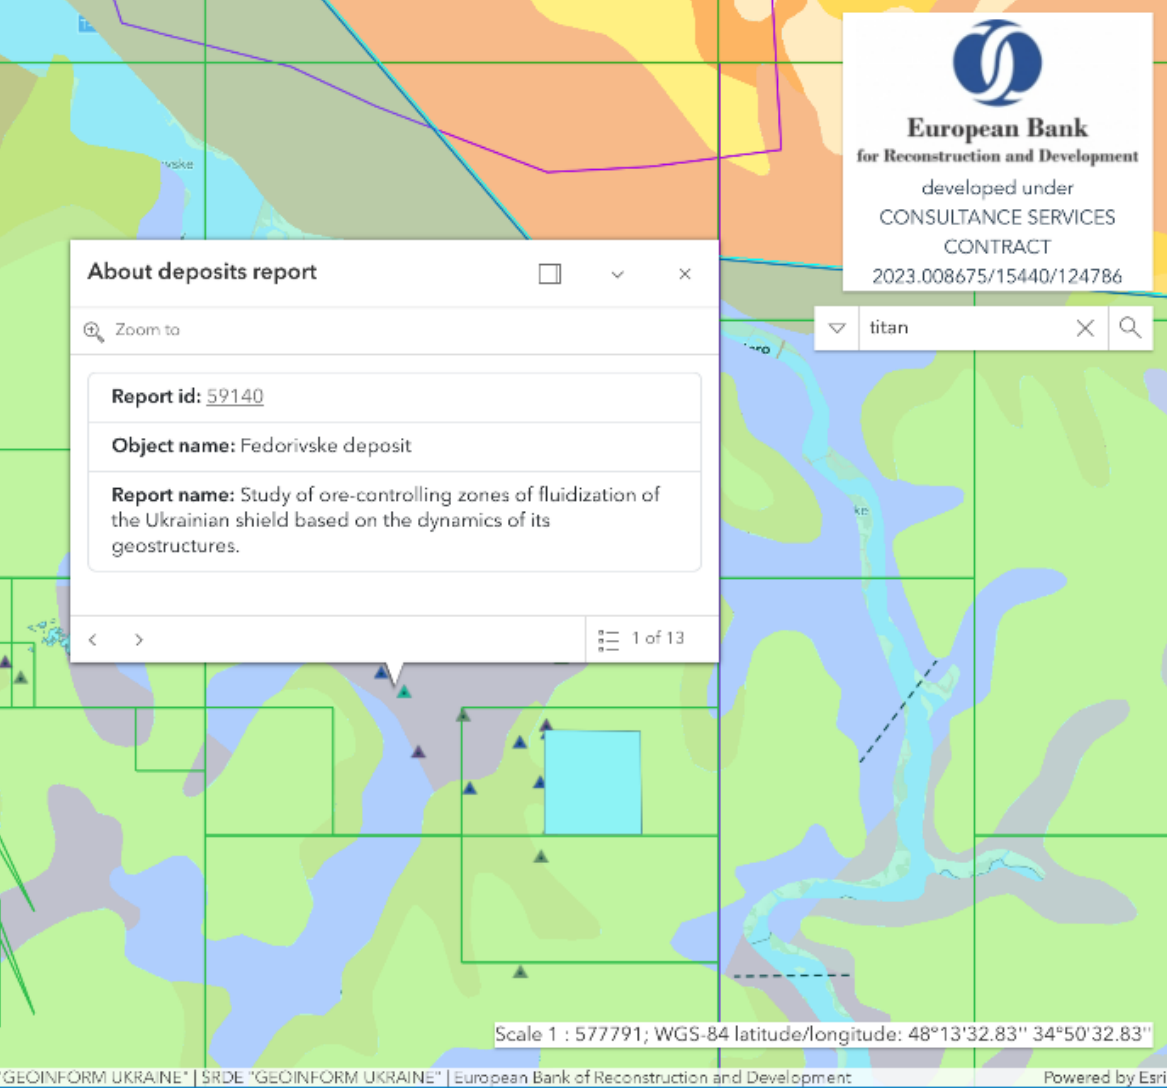 vske
European Bank
for Reconstruction and Development
developed under
CONSULTANCE SERVICES
CONTRACT
2023.008675/15440/124786
About deposits report
Zoom to
titan
Report id: 59140
Object name: Fedorivske deposit
Report name: Study of ore-controlling zones of fluidization of
the Ukrainian shield based on the dynamics of its
geostructures.
ke
1 of 13
Scale 1 : 577791; WGS-84 latitude/longitude: 48°13'32.83'' 34°50'32.83''
"GEOINFORM UKRAINE" | SRDE "GEOINFORM UKRAINE" | European Bank of Reconstruction and Development
Powered by Esri